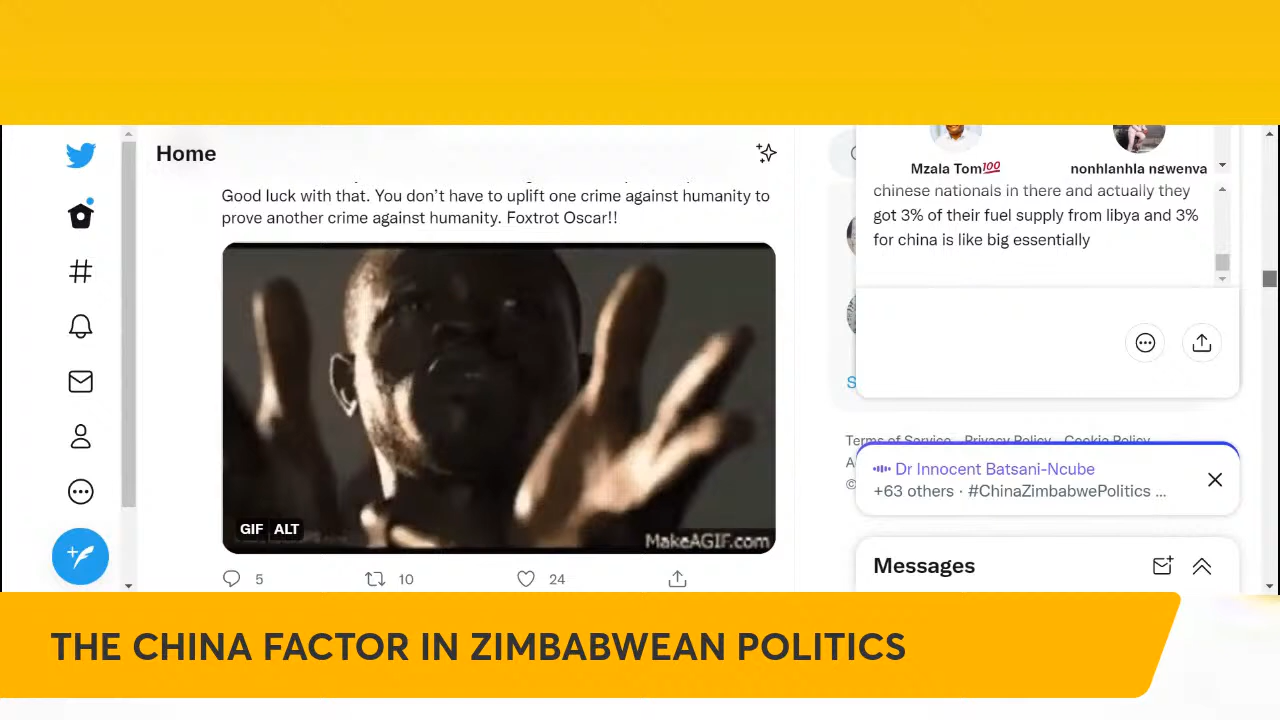 Home
Good luck with that. You don’t have to uplift one crime against humanity to
prove another crime against humanity. Foxtrot Oscar!!
GIF ALT
MakeAGIF.com
5 10 24
Mzala Tom100
nonhlanhla ngwenya
chinese nationals in there and actually they
got 3% of their fuel supply from libya and 3%
for china is like big essentially
Terms of Service Privacy Policy Cookie Policy
Dr Innocent Batsani-Ncube
+63 others · #ChinaZimbabwePolitics ...
Messages
THE CHINA FACTOR IN ZIMBABWEAN POLITICS